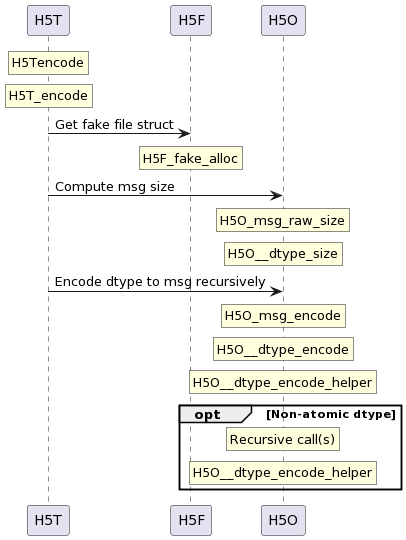 H5T H5F H5O
H5Tencode
H5T_encode
Get fake file struct
H5F_fake_alloc
Compute msg size
H5O_msg_raw_size
H5O__dtype_size
Encode dtype to msg recursively
H5O_msg_encode
H5O__dtype_encode
H5O__dtype_encode_helper
opt [Non-atomic dtype]
Recursive call(s)
H5O__dtype_encode_helper
H5T H5F H5O